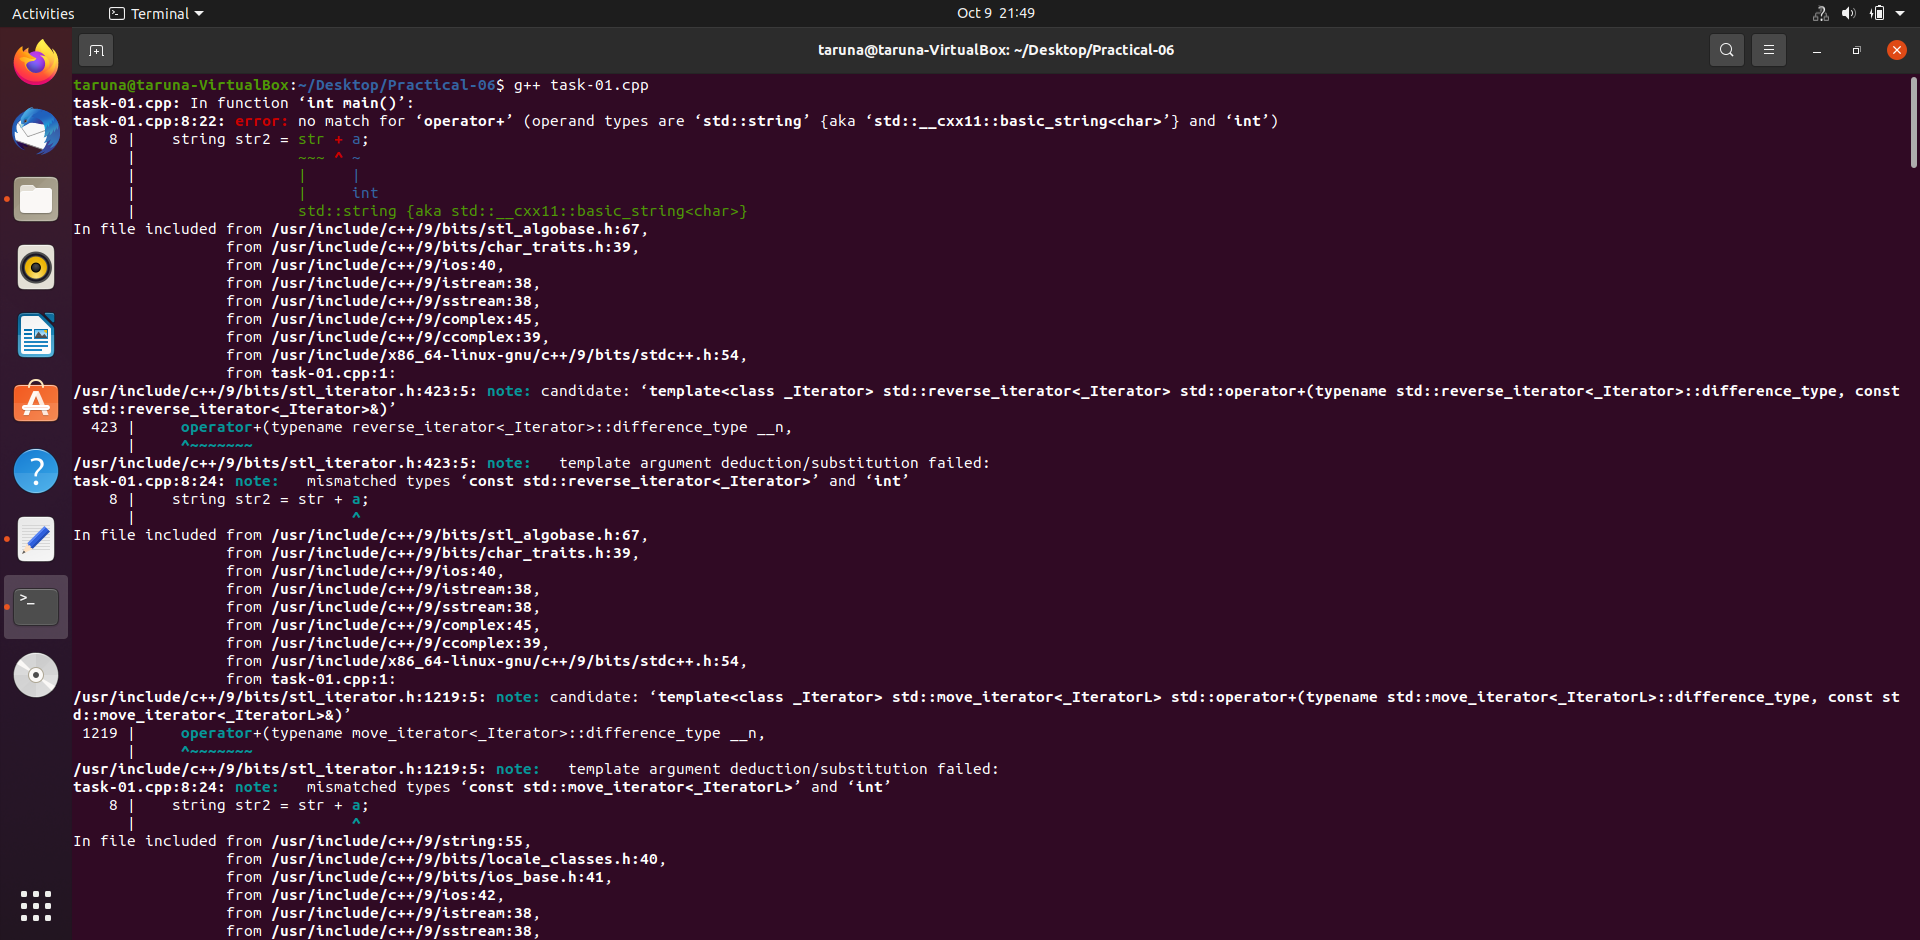 Activities Terminal Oct 9 21:49
taruna@taruna-VirtualBox: ~/Desktop/Practical-06
taruna@taruna-VirtualBox:~/Desktop/Practical-06$ g++ task-01.cpp
task-01.cpp: In function ‘int main()’:
task-01.cpp:8:22: error: no match for ‘operator+’ (operand types are ‘std::string’ {aka ‘std::__cxx11::basic_string<char>’} and ‘int’)
    8 |    string str2 = str + a;
      |                  ~~~ ^ ~
      |                  |     |
      |                  |     int
      |                  std::string {aka std::__cxx11::basic_string<char>}
In file included from /usr/include/c++/9/bits/stl_algobase.h:67,
                 from /usr/include/c++/9/bits/char_traits.h:39,
                 from /usr/include/c++/9/ios:40,
                 from /usr/include/c++/9/istream:38,
                 from /usr/include/c++/9/sstream:38,
                 from /usr/include/c++/9/complex:45,
                 from /usr/include/c++/9/ccomplex:39,
                 from /usr/include/x86_64-linux-gnu/c++/9/bits/stdc++.h:54,
                 from task-01.cpp:1:
/usr/include/c++/9/bits/stl_iterator.h:423:5: note: candidate: ‘template<class _Iterator> std::reverse_iterator<_Iterator> std::operator+(typename std::reverse_iterator<_Iterator>::difference_type, const
 std::reverse_iterator<_Iterator>&)’
  423 |     operator+(typename reverse_iterator<_Iterator>::difference_type __n,
      |     ^~~~~~~~
/usr/include/c++/9/bits/stl_iterator.h:423:5: note:   template argument deduction/substitution failed:
task-01.cpp:8:24: note:   mismatched types ‘const std::reverse_iterator<_Iterator>’ and ‘int’
    8 |    string str2 = str + a;
      |                        ^
In file included from /usr/include/c++/9/bits/stl_algobase.h:67,
                 from /usr/include/c++/9/bits/char_traits.h:39,
                 from /usr/include/c++/9/ios:40,
                 from /usr/include/c++/9/istream:38,
                 from /usr/include/c++/9/sstream:38,
                 from /usr/include/c++/9/complex:45,
                 from /usr/include/c++/9/ccomplex:39,
                 from /usr/include/x86_64-linux-gnu/c++/9/bits/stdc++.h:54,
                 from task-01.cpp:1:
/usr/include/c++/9/bits/stl_iterator.h:1219:5: note: candidate: ‘template<class _Iterator> std::move_iterator<_IteratorL> std::operator+(typename std::move_iterator<_IteratorL>::difference_type, const st
d::move_iterator<_IteratorL>&)’
 1219 |     operator+(typename move_iterator<_Iterator>::difference_type __n,
      |     ^~~~~~~~
/usr/include/c++/9/bits/stl_iterator.h:1219:5: note:   template argument deduction/substitution failed:
task-01.cpp:8:24: note:   mismatched types ‘const std::move_iterator<_IteratorL>’ and ‘int’
    8 |    string str2 = str + a;
      |                        ^
In file included from /usr/include/c++/9/string:55,
                 from /usr/include/c++/9/bits/locale_classes.h:40,
                 from /usr/include/c++/9/bits/ios_base.h:41,
                 from /usr/include/c++/9/ios:42,
                 from /usr/include/c++/9/istream:38,
                 from /usr/include/c++/9/sstream:38,